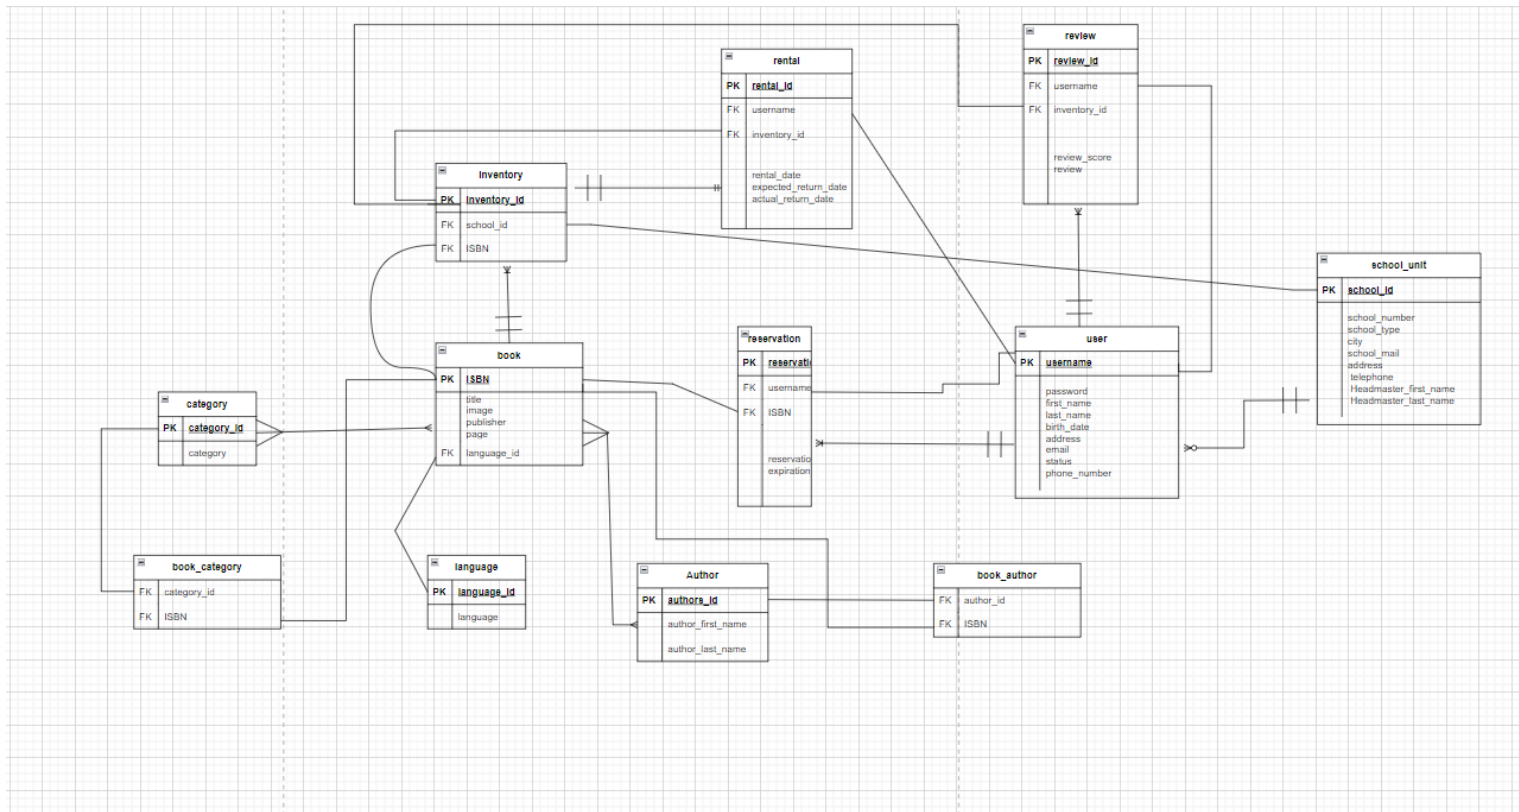 review
PK review_id
FK username
FK inventory_id
review_score
review
rental
PK rental_id
FK username
FK inventory_id
rental_date
expected_return_date
actual_return_date
Inventory
PK Inventory_id
FK school_id
FK ISBN
school_unit
PK school_id
school_number
school_type
city
school_mail
address
telephone
Headmaster_first_name
Headmaster_last_name
reservation
PK reservati
FK username
FK ISBN
reservatio
expiration
user
PK username
password
first_name
last_name
birth_date
address
email
status
phone_number
book
PK ISBN
title
image
publisher
page
FK language_id
category
PK category_id
category
book_category
FK category_id
FK ISBN
language
PK language_id
language
Author
PK authors_id
author_first_name
author_last_name
book_author
FK author_id
FK ISBN